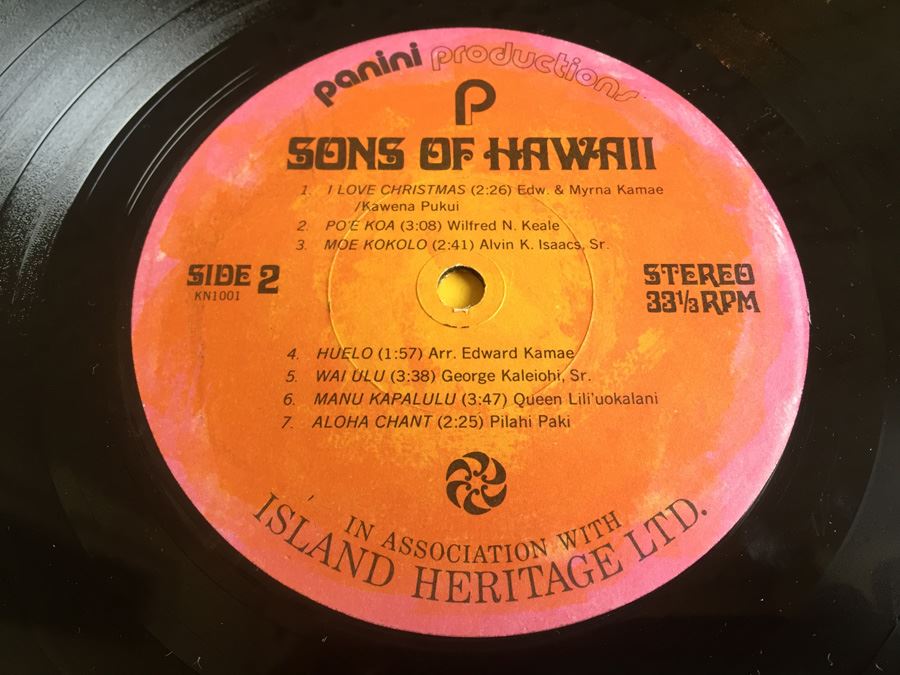 panini productions
P
SONS OF HAWAII
1. I LOVE CHRISTMAS (2:26) Edw. & Myrna Kamae
/Kawena Pukui
2. PO'E KOA (3:08) Wilfred N. Keale
3. MOE KOKOLO (2:41) Alvin K. Isaacs, Sr.
SIDE 2
KN1001
STEREO
33⅓ RPM
4. HUELO (1:57) Arr. Edward Kamae
5. WAI ULU (3:38) George Kaleiohi, Sr.
6. MANU KAPALULU (3:47) Queen Lili'uokalani
7. ALOHA CHANT (2:25) Pilahi Paki
IN ASSOCIATION WITH
ISLAND HERITAGE LTD.